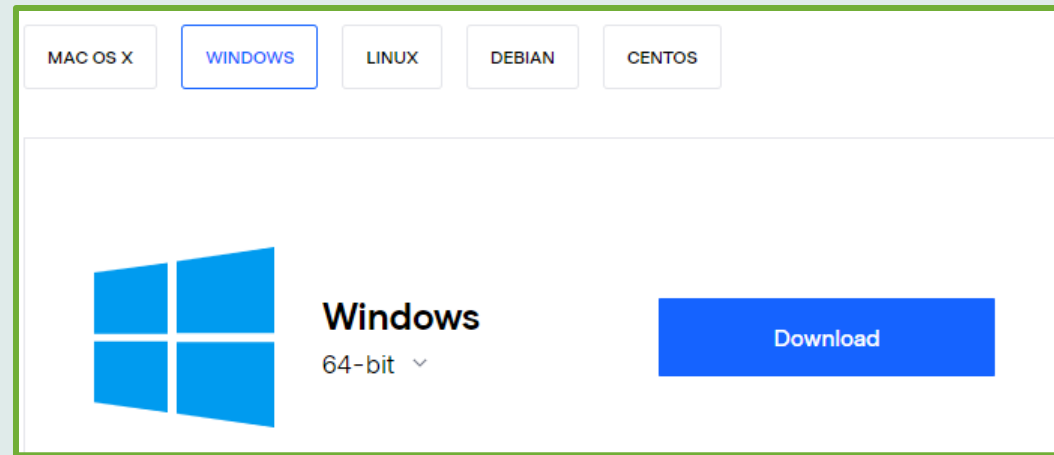 MAC OS X WINDOWS LINUX DEBIAN CENTOS
Windows
64-bit
Download